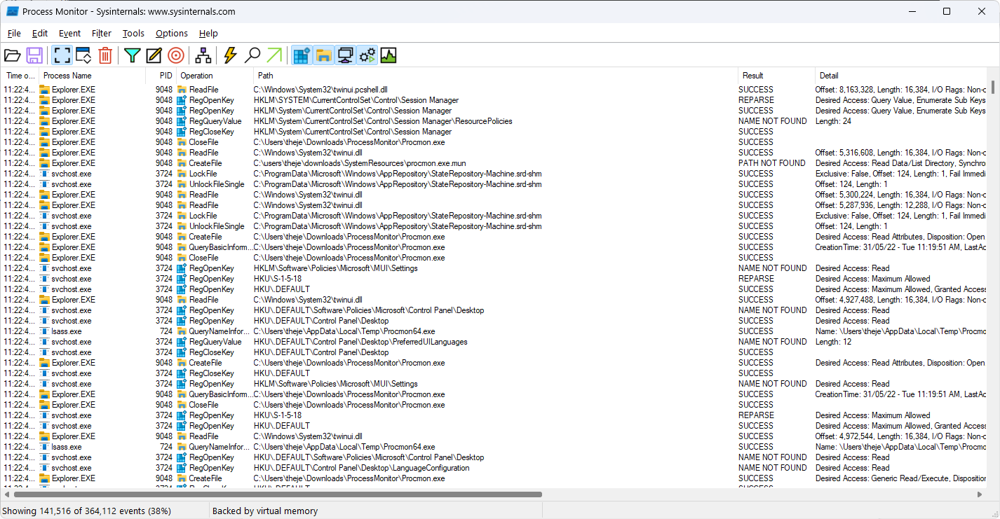 Process Monitor - Sysinternals: www.sysinternals.com
File Edit Event Filter Tools Options Help
Time o... Process Name PID Operation Path Result Detail
11:22:4... Explorer.EXE 9048 ReadFile C:\Windows\System32\twinui.pcshell.dll SUCCESS Offset: 8,163,328, Length: 16,384, I/O Flags: Non-c
11:22:4... Explorer.EXE 9048 RegOpenKey HKLM\SYSTEM\CurrentControlSet\Control\Session Manager REPARSE Desired Access: Query Value, Enumerate Sub Keys
11:22:4... Explorer.EXE 9048 RegOpenKey HKLM\System\CurrentControlSet\Control\Session Manager SUCCESS Desired Access: Query Value, Enumerate Sub Keys
11:22:4... Explorer.EXE 9048 RegQueryValue HKLM\System\CurrentControlSet\Control\Session Manager\ResourcePolicies NAME NOT FOUND Length: 24
11:22:4... Explorer.EXE 9048 RegCloseKey HKLM\System\CurrentControlSet\Control\Session Manager SUCCESS
11:22:4... Explorer.EXE 9048 CloseFile C:\Users\theje\Downloads\ProcessMonitor\Procmon.exe SUCCESS
11:22:4... Explorer.EXE 9048 ReadFile C:\Windows\System32\twinui.dll SUCCESS Offset: 5,316,608, Length: 16,384, I/O Flags: Non-c
11:22:4... Explorer.EXE 9048 CreateFile C:\users\theje\downloads\SystemResources\procmon.exe.mun PATH NOT FOUND Desired Access: Read Data/List Directory, Synchro
11:22:4... svchost.exe 3724 LockFile C:\ProgramData\Microsoft\Windows\AppRepository\StateRepository-Machine.srd-shm SUCCESS Exclusive: False, Offset: 124, Length: 1, Fail Immedi
11:22:4... svchost.exe 3724 UnlockFileSingle C:\ProgramData\Microsoft\Windows\AppRepository\StateRepository-Machine.srd-shm SUCCESS Offset: 124, Length: 1
11:22:4... Explorer.EXE 9048 ReadFile C:\Windows\System32\twinui.dll SUCCESS Offset: 5,300,224, Length: 16,384, I/O Flags: Non-c
11:22:4... Explorer.EXE 9048 ReadFile C:\Windows\System32\twinui.dll SUCCESS Offset: 5,287,936, Length: 12,288, I/O Flags: Non-c
11:22:4... svchost.exe 3724 LockFile C:\ProgramData\Microsoft\Windows\AppRepository\StateRepository-Machine.srd-shm SUCCESS Exclusive: False, Offset: 124, Length: 1, Fail Immedi
11:22:4... svchost.exe 3724 UnlockFileSingle C:\ProgramData\Microsoft\Windows\AppRepository\StateRepository-Machine.srd-shm SUCCESS Offset: 124, Length: 1
11:22:4... Explorer.EXE 9048 CreateFile C:\Users\theje\Downloads\ProcessMonitor\Procmon.exe SUCCESS Desired Access: Read Attributes, Disposition: Open
11:22:4... Explorer.EXE 9048 QueryBasicInform... C:\Users\theje\Downloads\ProcessMonitor\Procmon.exe SUCCESS CreationTime: 31/05/22 - Tue 11:19:51 AM, LastAc
11:22:4... Explorer.EXE 9048 CloseFile C:\Users\theje\Downloads\ProcessMonitor\Procmon.exe SUCCESS
11:22:4... svchost.exe 3724 RegOpenKey HKLM\Software\Policies\Microsoft\MUI\Settings NAME NOT FOUND Desired Access: Read
11:22:4... svchost.exe 3724 RegOpenKey HKU\S-1-5-18 REPARSE Desired Access: Maximum Allowed
11:22:4... svchost.exe 3724 RegOpenKey HKU\.DEFAULT SUCCESS Desired Access: Maximum Allowed, Granted Access
11:22:4... Explorer.EXE 9048 ReadFile C:\Windows\System32\twinui.dll SUCCESS Offset: 4,927,488, Length: 16,384, I/O Flags: Non-c
11:22:4... svchost.exe 3724 RegOpenKey HKU\.DEFAULT\Software\Policies\Microsoft\Control Panel\Desktop NAME NOT FOUND Desired Access: Read
11:22:4... svchost.exe 3724 RegOpenKey HKU\.DEFAULT\Control Panel\Desktop SUCCESS Desired Access: Read
11:22:4... lsass.exe 724 QueryNameInfor... C:\Users\theje\AppData\Local\Temp\Procmon64.exe SUCCESS Name: \Users\theje\AppData\Local\Temp\Procmo
11:22:4... svchost.exe 3724 RegQueryValue HKU\.DEFAULT\Control Panel\Desktop\PreferredUILanguages NAME NOT FOUND Length: 12
11:22:4... svchost.exe 3724 RegCloseKey HKU\.DEFAULT\Control Panel\Desktop SUCCESS
11:22:4... Explorer.EXE 9048 CreateFile C:\Users\theje\Downloads\ProcessMonitor\Procmon.exe SUCCESS Desired Access: Read Attributes, Disposition: Open
11:22:4... svchost.exe 3724 RegCloseKey HKU\.DEFAULT SUCCESS
11:22:4... svchost.exe 3724 RegOpenKey HKLM\Software\Policies\Microsoft\MUI\Settings NAME NOT FOUND Desired Access: Read
11:22:4... Explorer.EXE 9048 QueryBasicInform... C:\Users\theje\Downloads\ProcessMonitor\Procmon.exe SUCCESS CreationTime: 31/05/22 - Tue 11:19:51 AM, LastAc
11:22:4... Explorer.EXE 9048 CloseFile C:\Users\theje\Downloads\ProcessMonitor\Procmon.exe SUCCESS
11:22:4... svchost.exe 3724 RegOpenKey HKU\S-1-5-18 REPARSE Desired Access: Maximum Allowed
11:22:4... svchost.exe 3724 RegOpenKey HKU\.DEFAULT SUCCESS Desired Access: Maximum Allowed, Granted Access
11:22:4... Explorer.EXE 9048 ReadFile C:\Windows\System32\twinui.dll SUCCESS Offset: 4,972,544, Length: 16,384, I/O Flags: Non-c
11:22:4... lsass.exe 724 QueryNameInfor... C:\Users\theje\AppData\Local\Temp\Procmon64.exe SUCCESS Name: \Users\theje\AppData\Local\Temp\Procmo
11:22:4... svchost.exe 3724 RegOpenKey HKU\.DEFAULT\Software\Policies\Microsoft\Control Panel\Desktop NAME NOT FOUND Desired Access: Read
11:22:4... svchost.exe 3724 RegOpenKey HKU\.DEFAULT\Control Panel\Desktop\LanguageConfiguration NAME NOT FOUND Desired Access: Read
11:22:4... Explorer.EXE 9048 CreateFile C:\Users\theje\Downloads\ProcessMonitor\Procmon.exe SUCCESS Desired Access: Generic Read/Execute, Disposition
Showing 141,516 of 364,112 events (38%) Backed by virtual memory